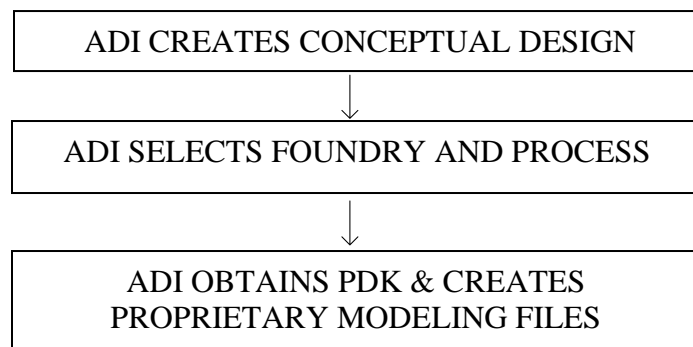 ADI CREATES CONCEPTUAL DESIGN
ADI SELECTS FOUNDRY AND PROCESS
ADI OBTAINS PDK & CREATES
PROPRIETARY MODELING FILES